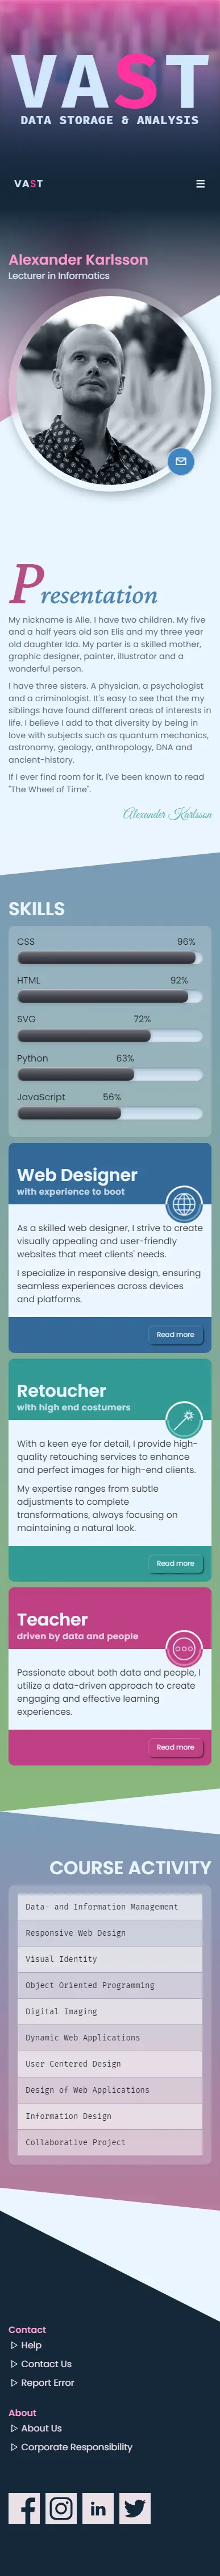 VAST
DATA STORAGE & ANALYSIS
VAST
Alexander Karlsson
Lecturer in Informatics
Presentation
My nickname is Alle. I have two children. My five
and a half years old son Elis and my three year
old daughter Ida. My parter is a skilled mother,
graphic designer, painter, illustrator and a
wonderful person.
I have three sisters. A physician, a psychologist
and a criminologist. It's easy to see that me and my
siblings have found different areas of interests in
life. I believe I add to that diversity by being in
love with subjects such as quantum mechanics,
astronomy, geology, anthropology, DNA and
ancient-history.
If I ever find room for it, I've been known to read
"The Wheel of Time".
Alexander Karlsson
SKILLS
CSS 96%
HTML 92%
SVG 72%
Python 63%
JavaScript 56%
Web Designer
with experience to boot
As a skilled web designer, I strive to create
visually appealing and user-friendly
websites that meet clients' needs.
I specialize in responsive design, ensuring
seamless experiences across devices
and platforms.
Read more
Retoucher
with high end costumers
With a keen eye for detail, I provide high-
quality retouching services to enhance
and perfect images for high-end clients.
My expertise ranges from subtle
adjustments to complete
transformations, always focusing on
maintaining a natural look.
Read more
Teacher
driven by data and people
Passionate about both data and people, I
utilize a data-driven approach to create
engaging and effective learning
experiences.
Read more
COURSE ACTIVITY
Data- and Information Management
Responsive Web Design
Visual Identity
Object Oriented Programming
Digital Imaging
Dynamic Web Applications
User Centered Design
Design of Web Applications
Information Design
Collaborative Project
Contact
Help
Contact Us
Report Error
About
About Us
Corporate Responsibility